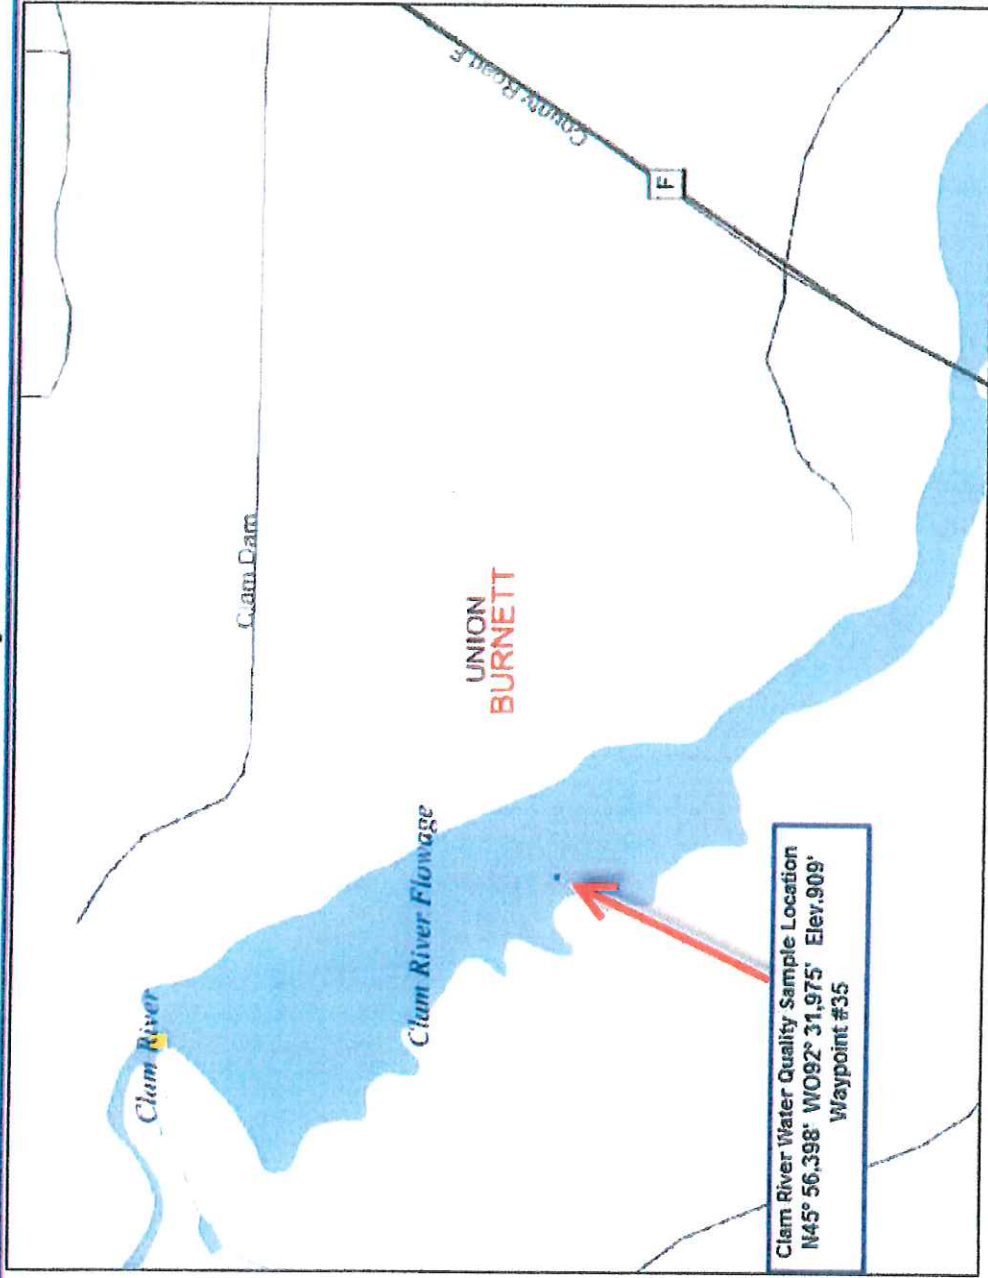 Clam River
Clam Dam
County Road F
F
UNION
BURNETT
Clam River Flowage
Clam River Water Quality Sample Location
N45° 56,398' WO92° 31,975' Elev.909'
Waypoint #35